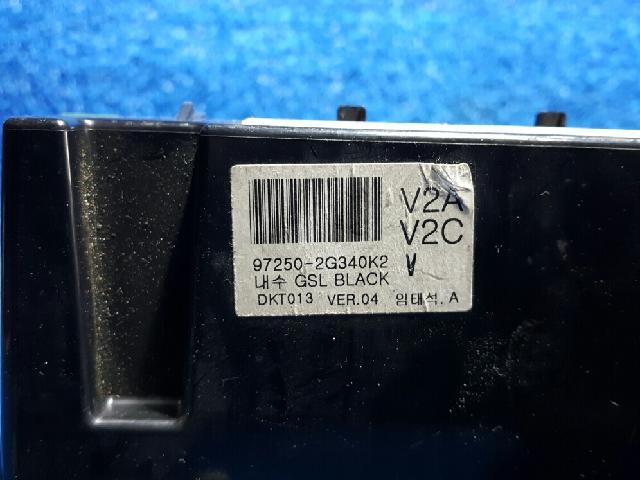 V2A
V2C
97250-2G340K2 V
내수 GSL BLACK
DKT013 VER.04 임태석.A